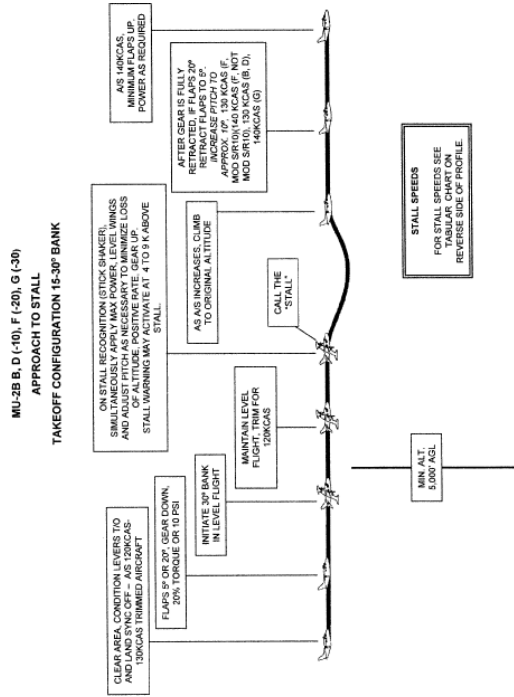 MU-2B B, D (-10), F (-20), G (-30)
APPROACH TO STALL
TAKEOFF CONFIGURATION 15-30º BANK
CLEAR AREA, CONDITION LEVERS T/O
AND LAND SYNC OFF – A/S 120KCAS-
130KCAS TRIMMED AIRCRAFT
FLAPS 5º OR 20º, GEAR DOWN,
20% TORQUE OR 10 PSI
INITIATE 30º BANK
IN LEVEL FLIGHT
MAINTAIN LEVEL
FLIGHT, TRIM FOR
120KCAS
ON STALL RECOGNITION (STICK SHAKER),
SIMULTANEOUSLY APPLY MAX POWER, LEVEL WINGS
AND ADJUST PITCH AS NECESSARY TO MINIMIZE LOSS
OF ALTITUDE, POSITIVE RATE, GEAR UP.
STALL WARNING MAY ACTIVATE AT 4 TO 9 K ABOVE
STALL.
CALL THE
"STALL"
AS A/S INCREASES, CLIMB
TO ORIGINAL ALTITUDE
AFTER GEAR IS FULLY
RETRACTED, IF FLAPS 20º
RETRACT FLAPS TO 5º.
INCREASE PITCH TO
APPROX. 10º, 130 KCAS (F,
MOD S/R10)(140 KCAS (F, NOT
MOD S/R10), 130 KCAS (B, D),
140KCAS (G)
A/S 140KCAS,
MINIMUM FLAPS UP,
POWER AS REQUIRED
MIN. ALT.
5,000' AGL
STALL SPEEDS
FOR STALL SPEEDS SEE
TABULAR CHART ON
REVERSE SIDE OF PROFILE.